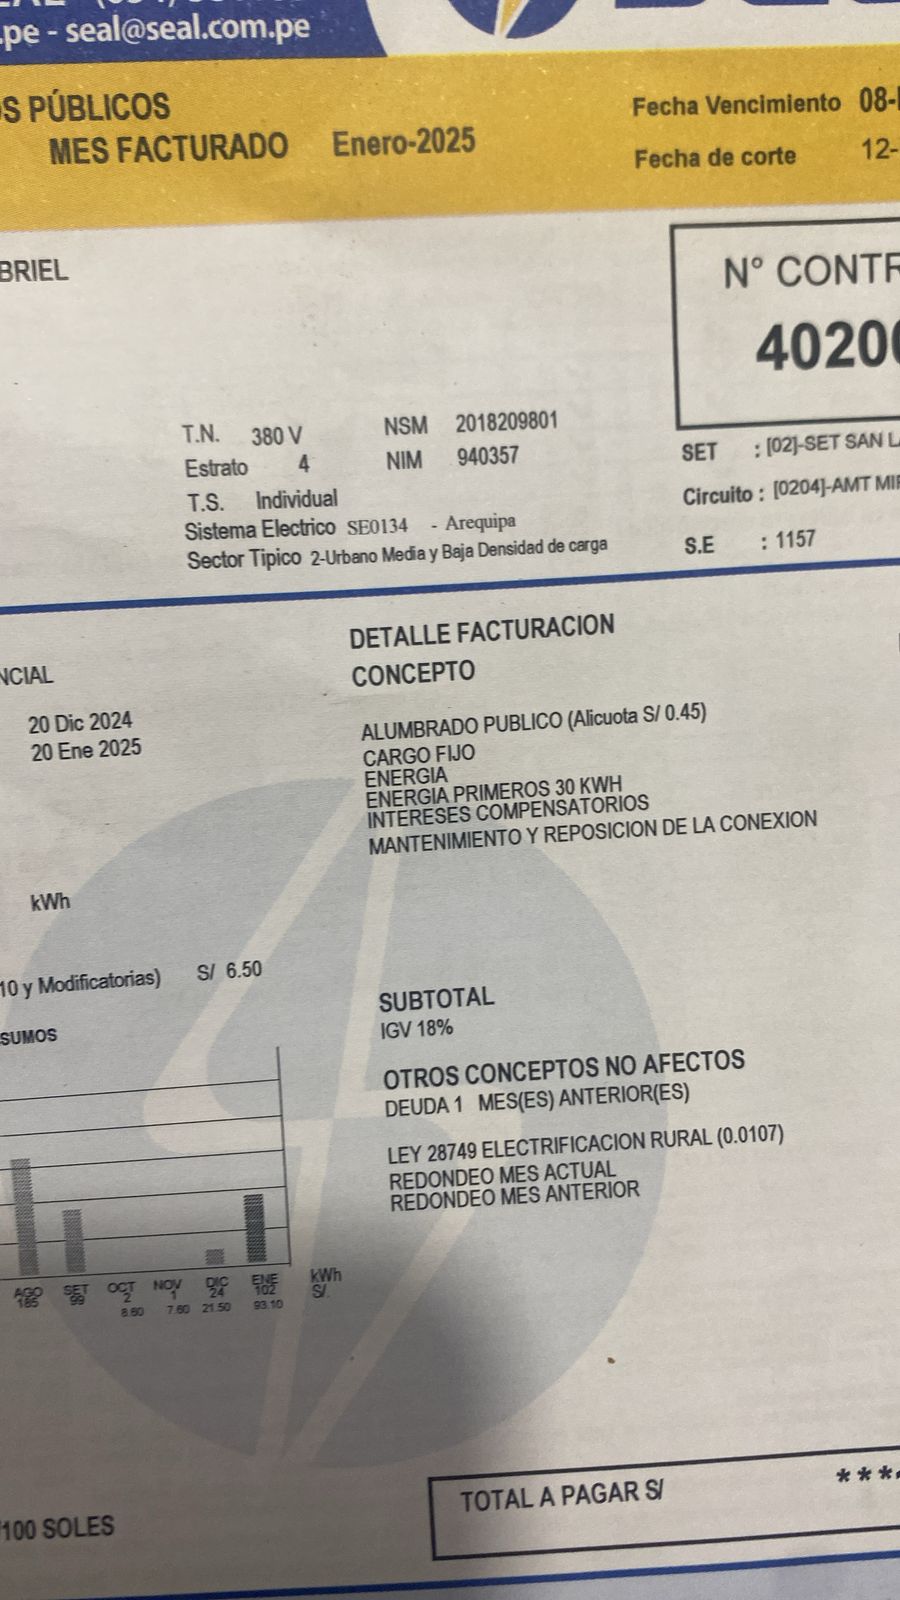 .pe - seal@seal.com.pe
OS PÚBLICOS
MES FACTURADO Enero-2025
Fecha Vencimiento 08-
Fecha de corte 12-
BRIEL
N° CONTR
40200
T.N. 380 V NSM 2018209801
Estrato 4 NIM 940357
T.S. Individual
Sistema Electrico SE0134 - Arequipa
Sector Tipico 2-Urbano Media y Baja Densidad de carga
SET : [02]-SET SAN LA
Circuito : [0204]-AMT MIR
S.E : 1157
NCIAL
20 Dic 2024
20 Ene 2025
kWh
10 y Modificatorias) S/ 6.50
SUMOS
AGO SET OCT NOV DIC ENE kWh
185 99 2 1 24 102 S/.
8.60 7.60 21.50 93.10
/100 SOLES
DETALLE FACTURACION
CONCEPTO
ALUMBRADO PUBLICO (Alicuota S/ 0.45)
CARGO FIJO
ENERGIA
ENERGIA PRIMEROS 30 KWH
INTERESES COMPENSATORIOS
MANTENIMIENTO Y REPOSICION DE LA CONEXION
SUBTOTAL
IGV 18%
OTROS CONCEPTOS NO AFECTOS
DEUDA 1 MES(ES) ANTERIOR(ES)
LEY 28749 ELECTRIFICACION RURAL (0.0107)
REDONDEO MES ACTUAL
REDONDEO MES ANTERIOR
TOTAL A PAGAR S/ ***